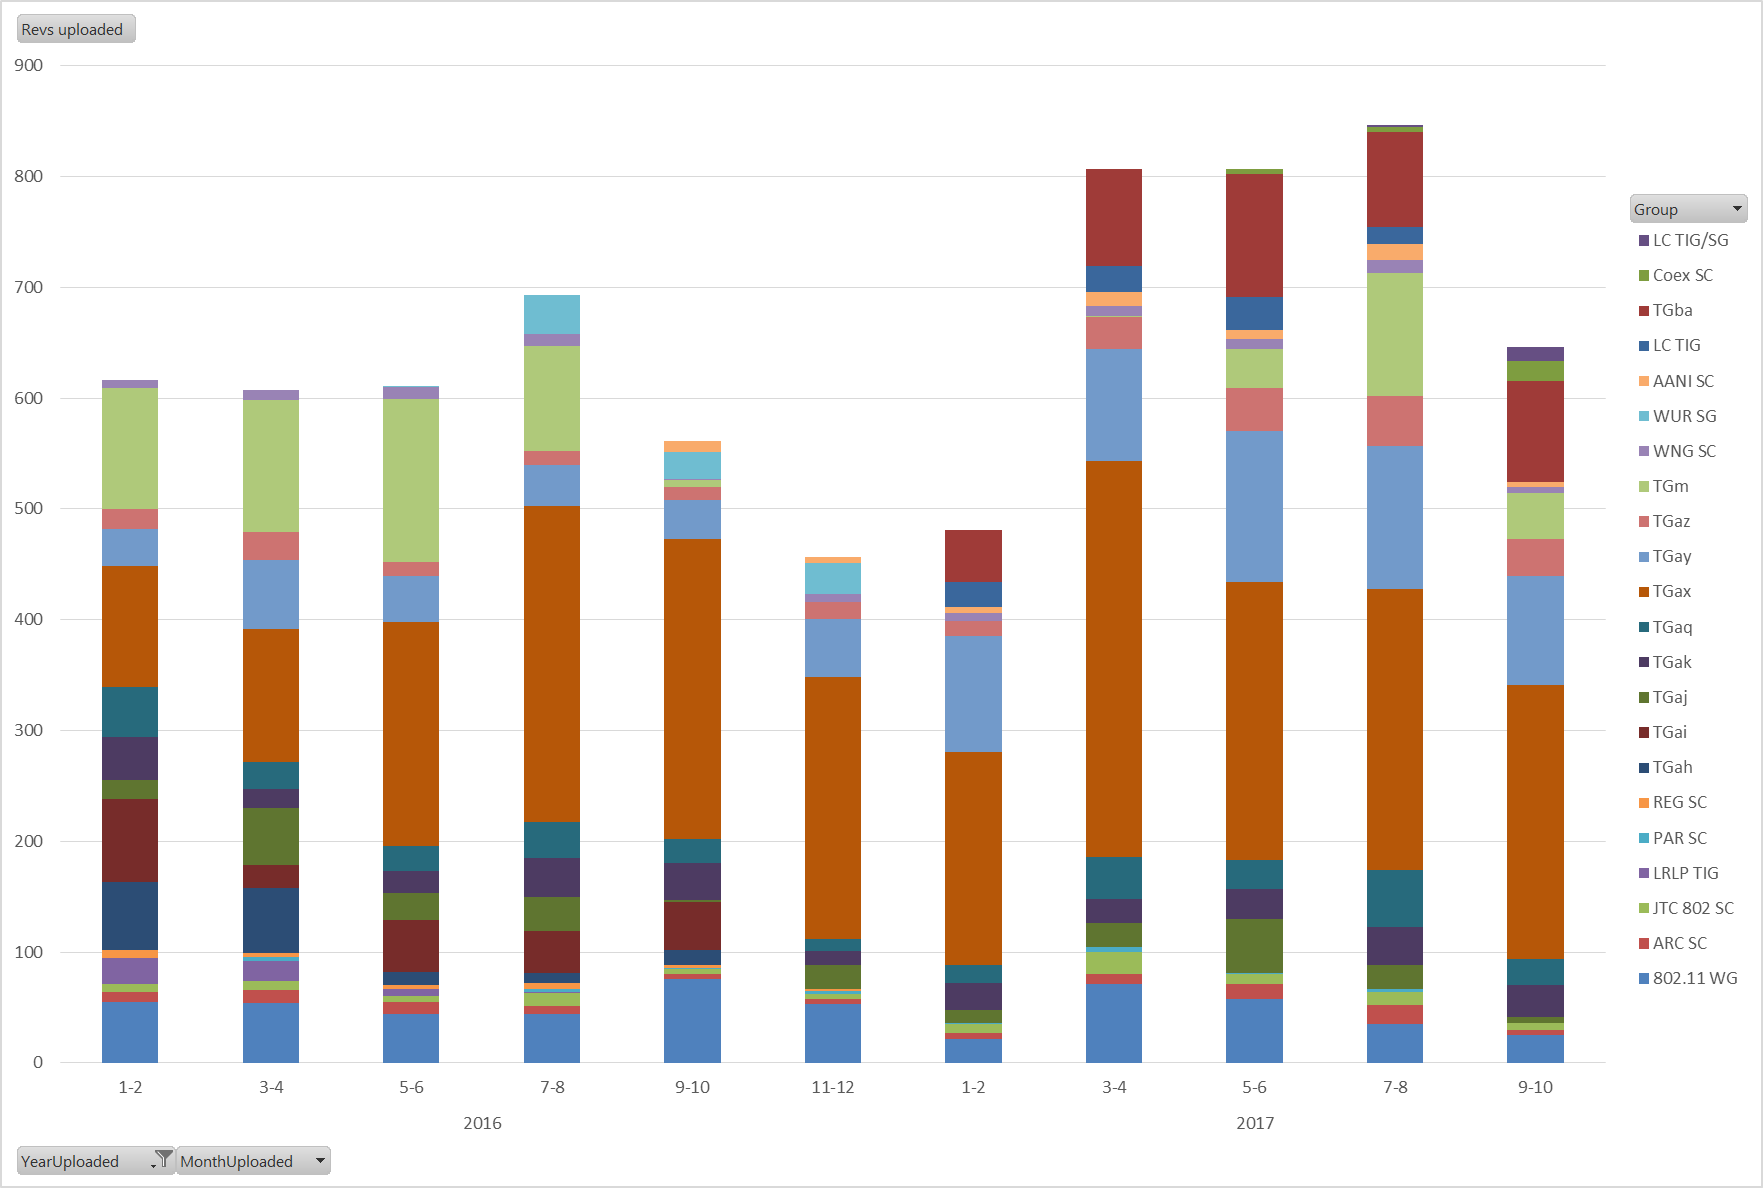 Revs uploaded
900
800
700
600
500
400
300
200
100
0
1-2 3-4 5-6 7-8 9-10 11-12 1-2 3-4 5-6 7-8 9-10
2016 2017
Group
LC TIG/SG
Coex SC
TGba
LC TIG
AANI SC
WUR SG
WNG SC
TGm
TGaz
TGay
TGax
TGaq
TGak
TGaj
TGai
TGah
REG SC
PAR SC
LRLP TIG
JTC 802 SC
ARC SC
802.11 WG
YearUploaded MonthUploaded